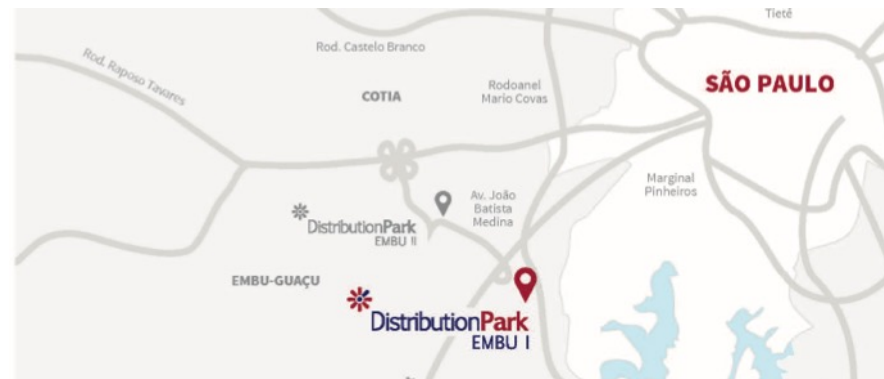 Tietê
Rod. Castelo Branco
Rod. Raposo Tavares
SÃO PAULO
Rodoanel
Mario Covas
COTIA
Marginal
Pinheiros
Av. João
Batista
Medina
DistributionPark
EMBU II
EMBU-GUAÇU
DistributionPark
EMBU I